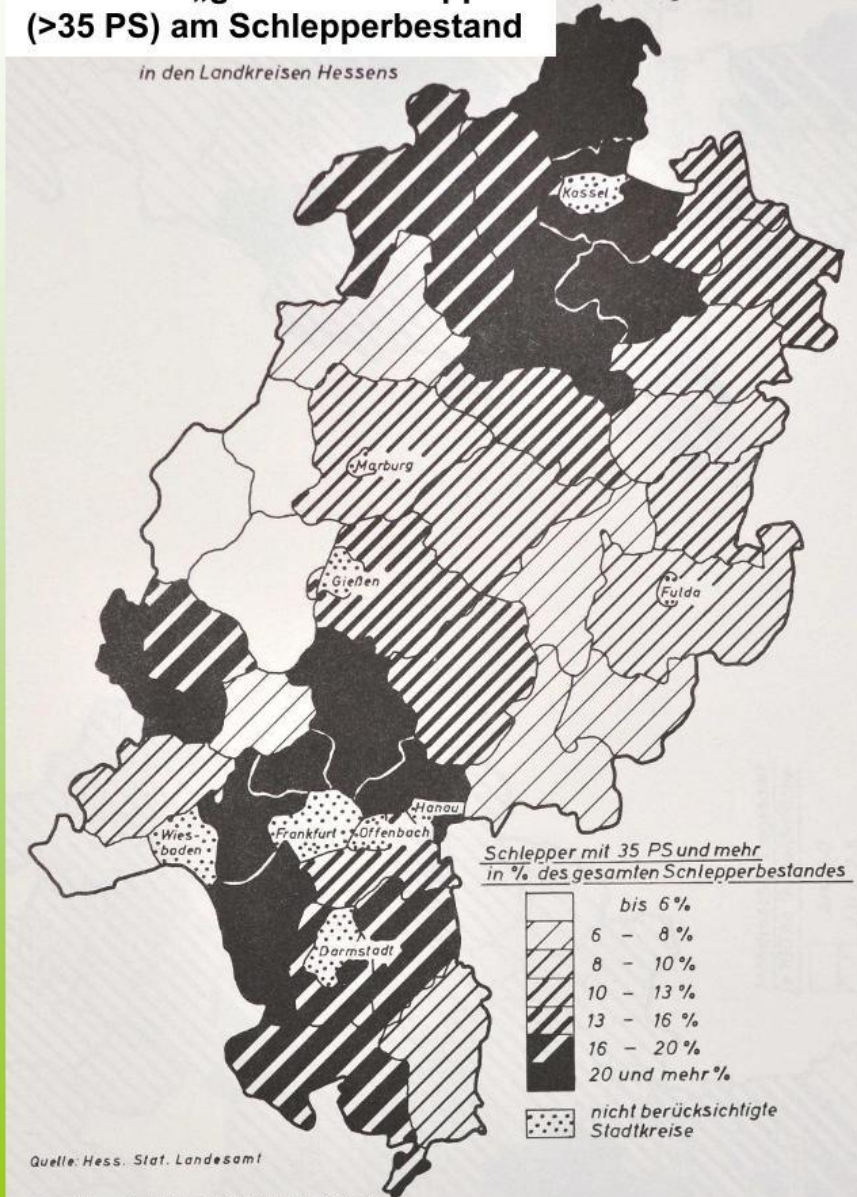 (>35 PS) am Schlepperbestand
in den Landkreisen Hessens
Kassel
Marburg
Gießen
Fulda
Hanau
Wies-
baden
Frankfurt
Offenbach
Darmstadt
Schlepper mit 35 PS und mehr
in % des gesamten Schlepperbestandes
bis 6%
6 - 8%
8 - 10%
10 - 13%
13 - 16%
16 - 20%
20 und mehr%
nicht berücksichtigte
Stadtkreise
Quelle: Hess. Stat. Landesamt